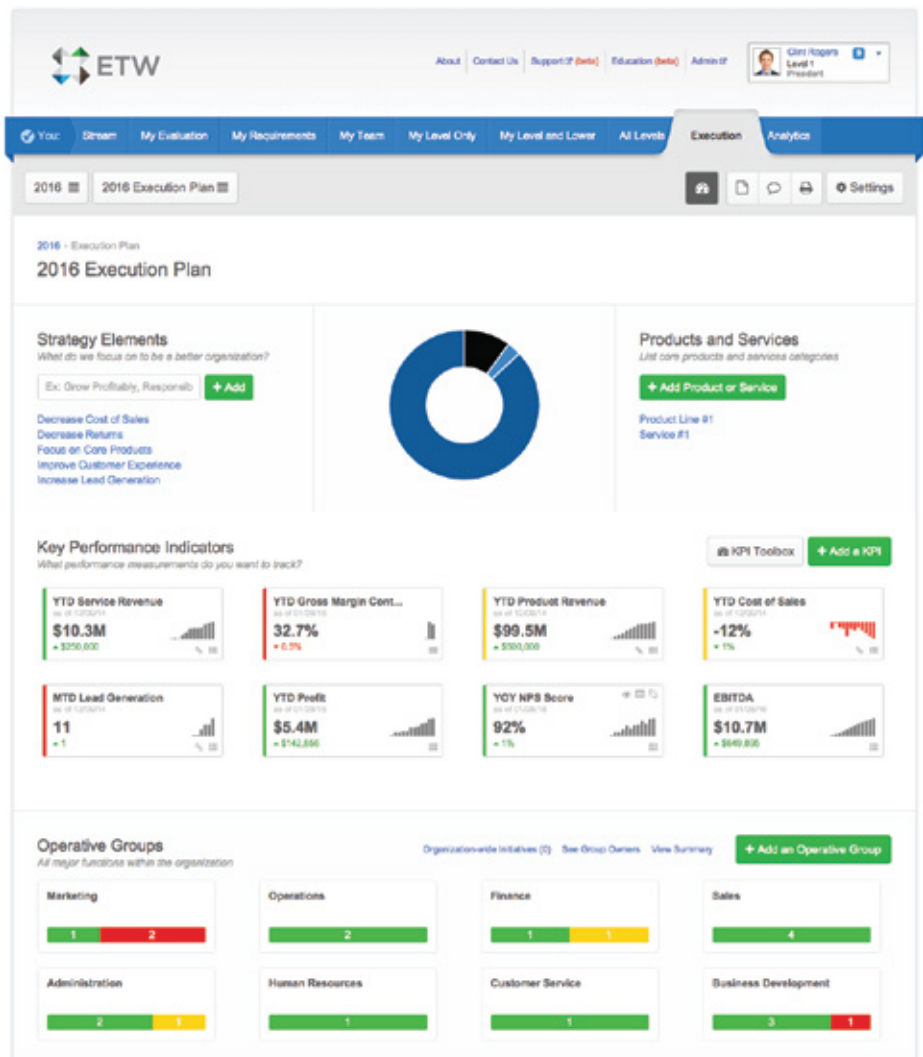 ETW
About Contact Us Support (beta) Education (beta) Admin
Clint Rogers
Level 1
President
You: Stream My Evaluation My Requirements My Team My Level Only My Level and Lower All Levels Execution Analytics
2016 2016 Execution Plan Settings
2016 - Execution Plan
2016 Execution Plan
Strategy Elements
What do we focus on to be a better organization?
Ex: Grow Profitably, Responsib + Add
Decrease Cost of Sales
Decrease Returns
Focus on Core Products
Improve Customer Experience
Increase Lead Generation
Products and Services
List core products and services categories
+ Add Product or Service
Product Line #1
Service #1
Key Performance Indicators
What performance measurements do you want to track?
KPI Toolbox + Add a KPI
YTD Service Revenue
$10.3M
$250,000
YTD Gross Margin Cont...
32.7%
YTD Product Revenue
$99.5M
YTD Cost of Sales
-12%
1%
MTD Lead Generation
11
1
YTD Profit
$5.4M
YOY NPS Score
92%
1%
EBITDA
$10.7M
Operative Groups
All major functions within the organization
Organization-wide Initiatives (0) See Group Owners View Summary + Add an Operative Group
Marketing
1 2
Operations
2
Finance
1 1
Sales
4
Administration
2 1
Human Resources
1
Customer Service
1
Business Development
3 1